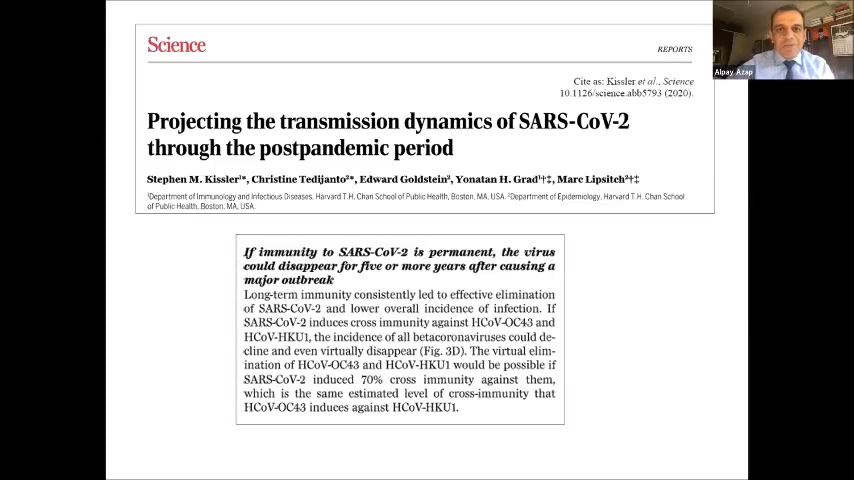 Science
REPORTS
Cite as: Kissler et al., Science
10.1126/science.abb5793 (2020).
Projecting the transmission dynamics of SARS-CoV-2
through the postpandemic period
Stephen M. Kissler¹*, Christine Tedijanto²*, Edward Goldstein², Yonatan H. Grad¹†‡, Marc Lipsitch²†‡
¹Department of Immunology and Infectious Diseases, Harvard T.H. Chan School of Public Health, Boston, MA, USA. ²Department of Epidemiology, Harvard T.H. Chan School
of Public Health, Boston, MA, USA.
If immunity to SARS-CoV-2 is permanent, the virus
could disappear for five or more years after causing a
major outbreak
Long-term immunity consistently led to effective elimination
of SARS-CoV-2 and lower overall incidence of infection. If
SARS-CoV-2 induces cross immunity against HCoV-OC43 and
HCoV-HKU1, the incidence of all betacoronaviruses could de-
cline and even virtually disappear (Fig. 3D). The virtual elim-
ination of HCoV-OC43 and HCoV-HKU1 would be possible if
SARS-CoV-2 induced 70% cross immunity against them,
which is the same estimated level of cross-immunity that
HCoV-OC43 induces against HCoV-HKU1.
Alpay Azap